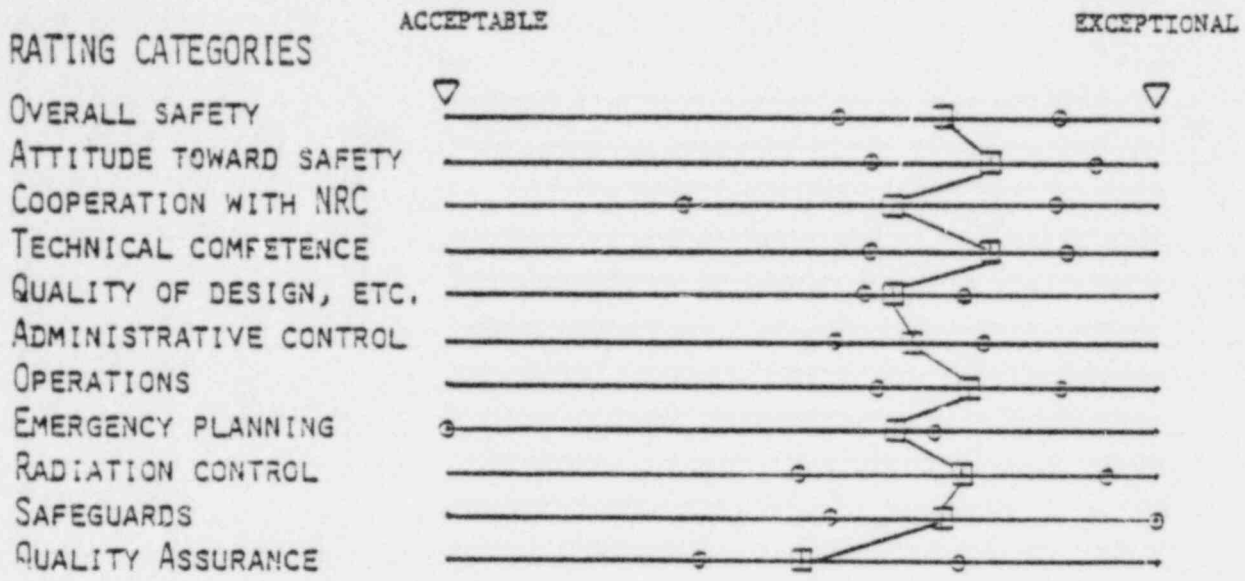 ACCEPTABLE EXCEPTIONAL
RATING CATEGORIES
OVERALL SAFETY
ATTITUDE TOWARD SAFETY
COOPERATION WITH NRC
TECHNICAL COMFETENCE
QUALITY OF DESIGN, ETC.
ADMINISTRATIVE CONTROL
OPERATIONS
EMERGENCY PLANNING
RADIATION CONTROL
SAFEGUARDS
QUALITY ASSURANCE